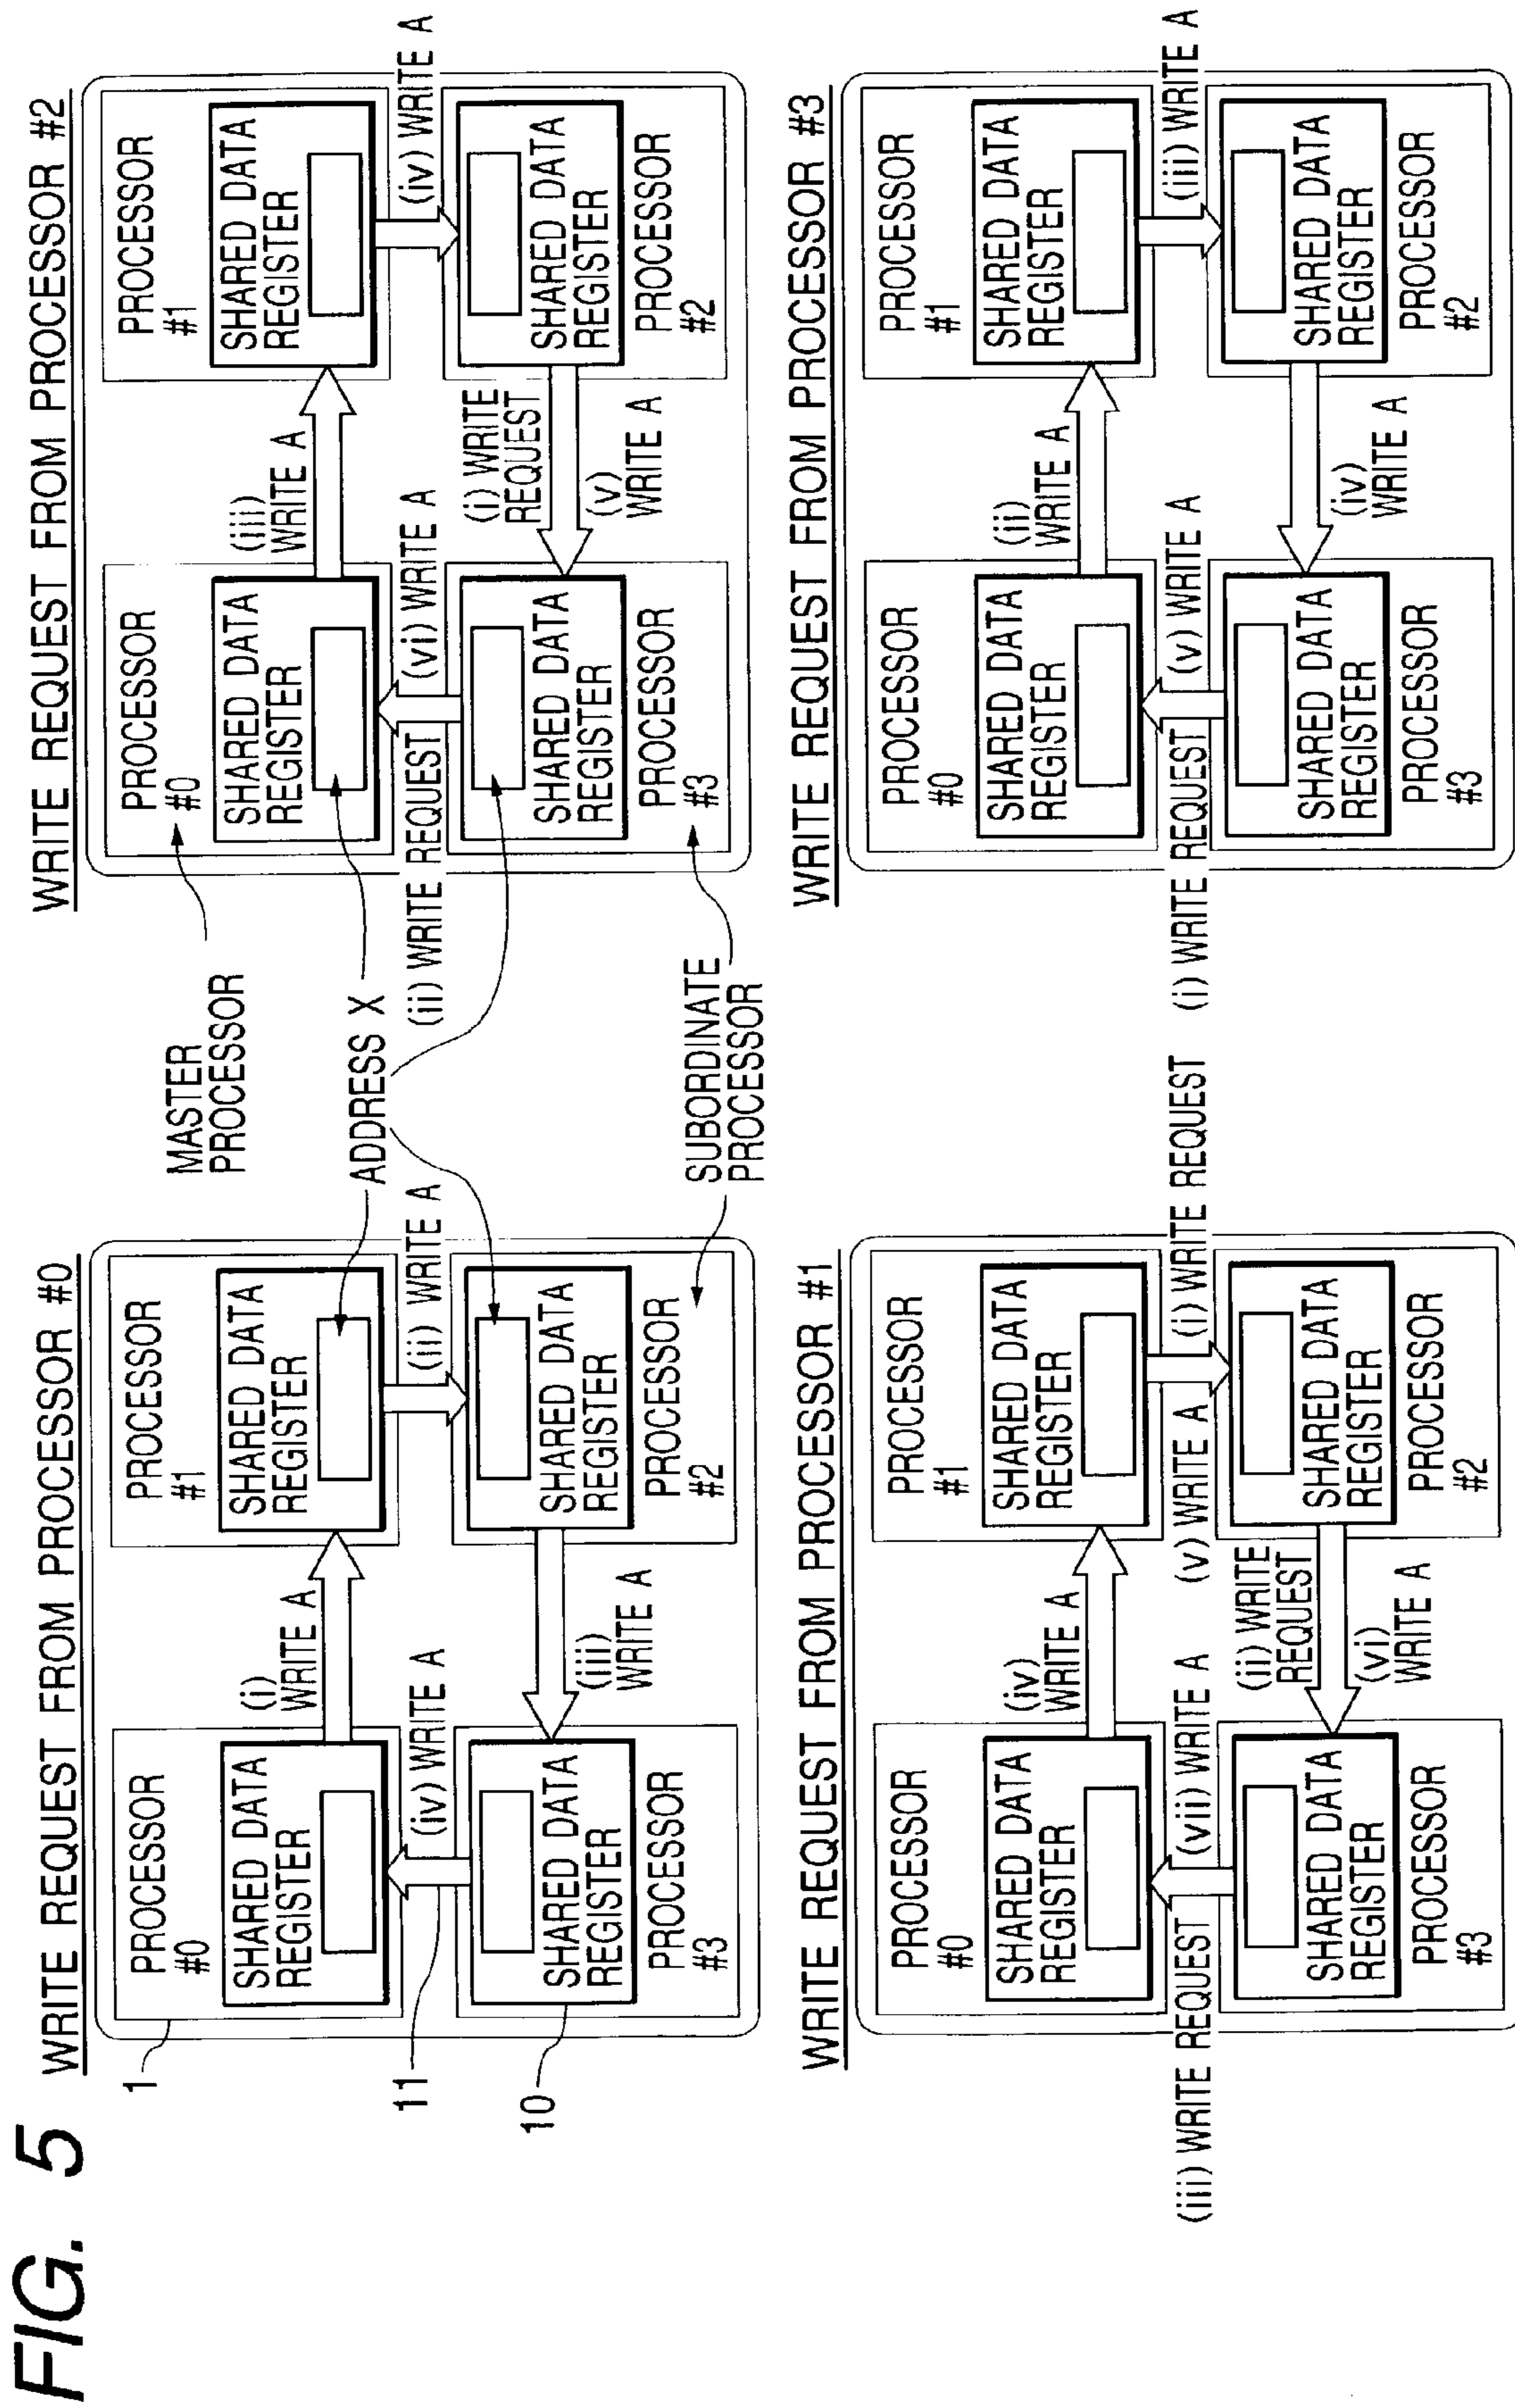 FIG. 5
WRITE REQUEST FROM PROCESSOR #0
1
PROCESSOR
#0
SHARED DATA
REGISTER
(i)
WRITE A
PROCESSOR
#1
SHARED DATA
REGISTER
11
(iv) WRITE A
(ii) WRITE A
10
SHARED DATA
REGISTER
PROCESSOR
#3
(iii)
WRITE A
SHARED DATA
REGISTER
PROCESSOR
#2
MASTER
PROCESSOR
ADDRESS X
SUBORDINATE
PROCESSOR
WRITE REQUEST FROM PROCESSOR #2
PROCESSOR
#0
SHARED DATA
REGISTER
(iii)
WRITE A
PROCESSOR
#1
SHARED DATA
REGISTER
(ii) WRITE REQUEST
(vi) WRITE A
(iv) WRITE A
(i) WRITE
REQUEST
SHARED DATA
REGISTER
PROCESSOR
#3
(v)
WRITE A
SHARED DATA
REGISTER
PROCESSOR
#2
WRITE REQUEST FROM PROCESSOR #1
PROCESSOR
#0
SHARED DATA
REGISTER
(iv)
WRITE A
PROCESSOR
#1
SHARED DATA
REGISTER
(iii) WRITE REQUEST
(vii) WRITE A
(v) WRITE A
(i) WRITE REQUEST
(ii) WRITE
REQUEST
SHARED DATA
REGISTER
PROCESSOR
#3
(vi)
WRITE A
SHARED DATA
REGISTER
PROCESSOR
#2
WRITE REQUEST FROM PROCESSOR #3
PROCESSOR
#0
SHARED DATA
REGISTER
(ii)
WRITE A
PROCESSOR
#1
SHARED DATA
REGISTER
(i) WRITE REQUEST
(v) WRITE A
(iii) WRITE A
SHARED DATA
REGISTER
PROCESSOR
#3
(iv)
WRITE A
SHARED DATA
REGISTER
PROCESSOR
#2